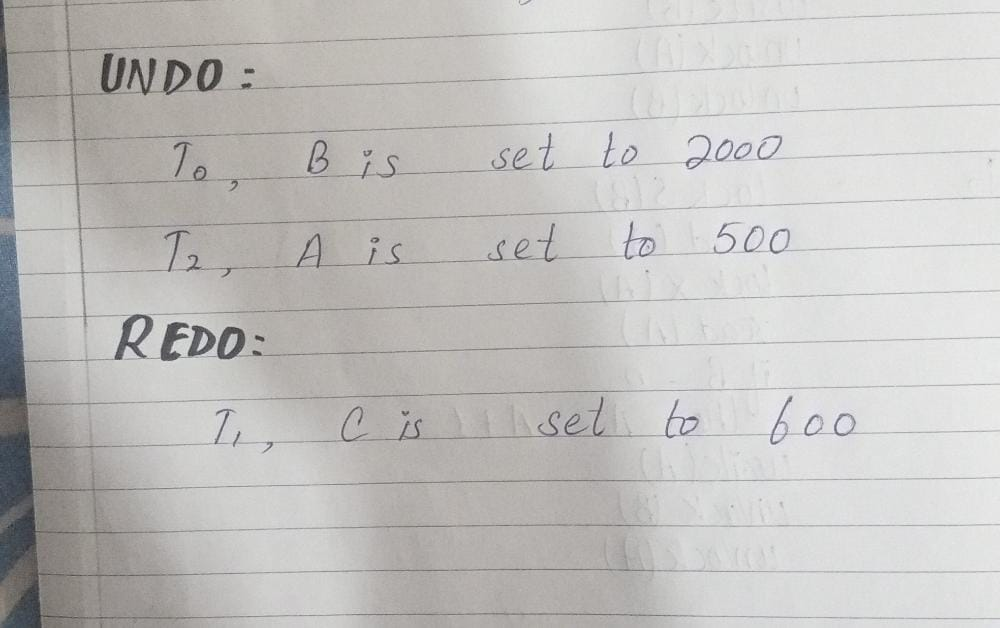 UNDO:
T₀, B is set to 2000
T₂, A is set to 500
REDO:
T₁, C is set to 600